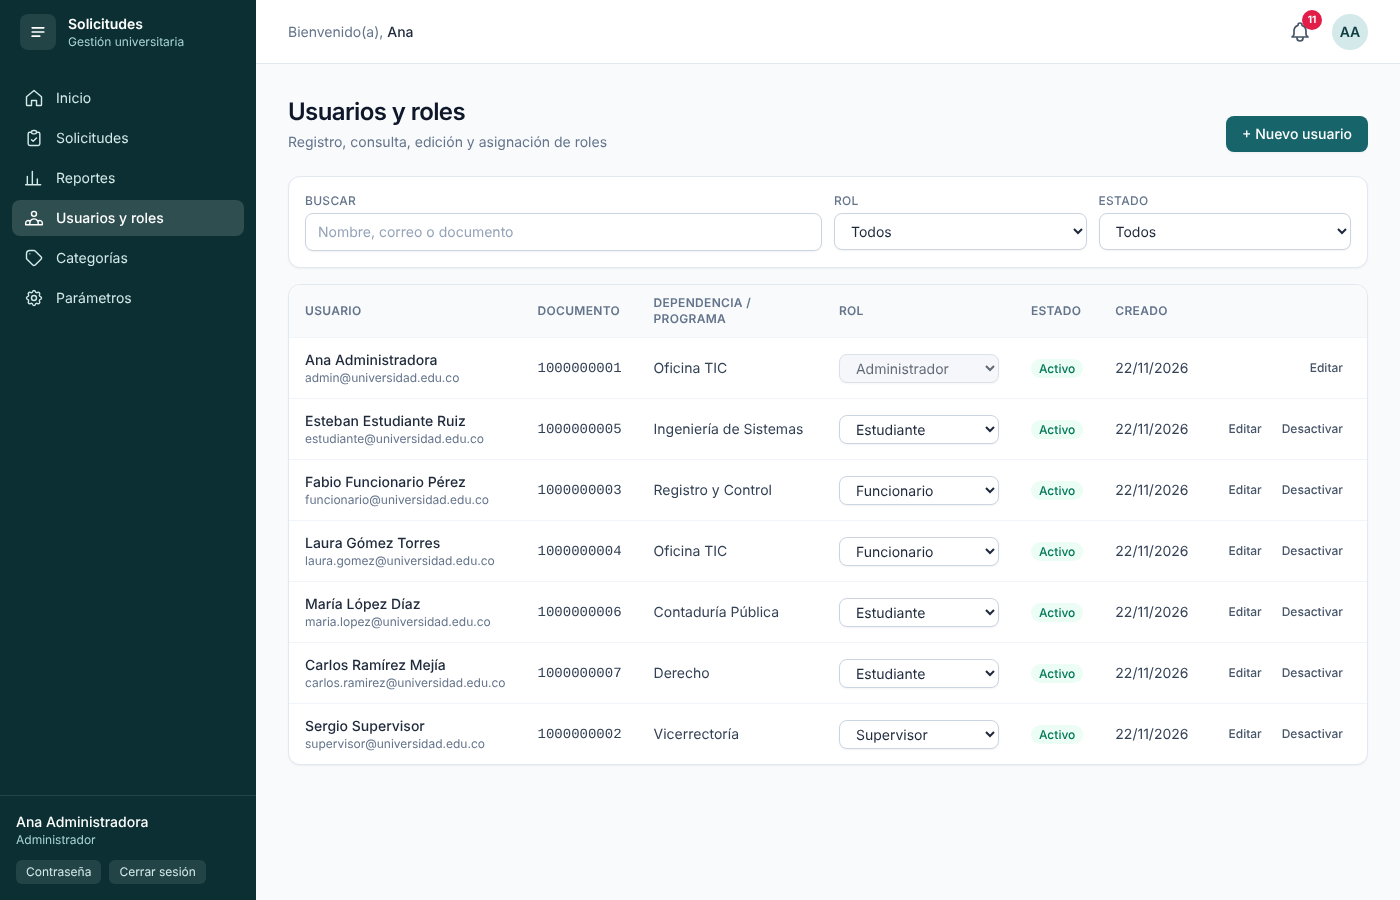 Solicitudes
Gestión universitaria
Inicio
Solicitudes
Reportes
Usuarios y roles
Categorías
Parámetros
Ana Administradora
Administrador
Contraseña Cerrar sesión
Bienvenido(a), Ana
11
AA
Usuarios y roles
Registro, consulta, edición y asignación de roles
+ Nuevo usuario
BUSCAR ROL ESTADO
Nombre, correo o documento Todos Todos
USUARIO DOCUMENTO DEPENDENCIA / PROGRAMA ROL ESTADO CREADO
Ana Administradora
admin@universidad.edu.co
1000000001 Oficina TIC Administrador Activo 22/11/2026 Editar
Esteban Estudiante Ruiz
estudiante@universidad.edu.co
1000000005 Ingeniería de Sistemas Estudiante Activo 22/11/2026 Editar Desactivar
Fabio Funcionario Pérez
funcionario@universidad.edu.co
1000000003 Registro y Control Funcionario Activo 22/11/2026 Editar Desactivar
Laura Gómez Torres
laura.gomez@universidad.edu.co
1000000004 Oficina TIC Funcionario Activo 22/11/2026 Editar Desactivar
María López Díaz
maria.lopez@universidad.edu.co
1000000006 Contaduría Pública Estudiante Activo 22/11/2026 Editar Desactivar
Carlos Ramírez Mejía
carlos.ramirez@universidad.edu.co
1000000007 Derecho Estudiante Activo 22/11/2026 Editar Desactivar
Sergio Supervisor
supervisor@universidad.edu.co
1000000002 Vicerrectoría Supervisor Activo 22/11/2026 Editar Desactivar